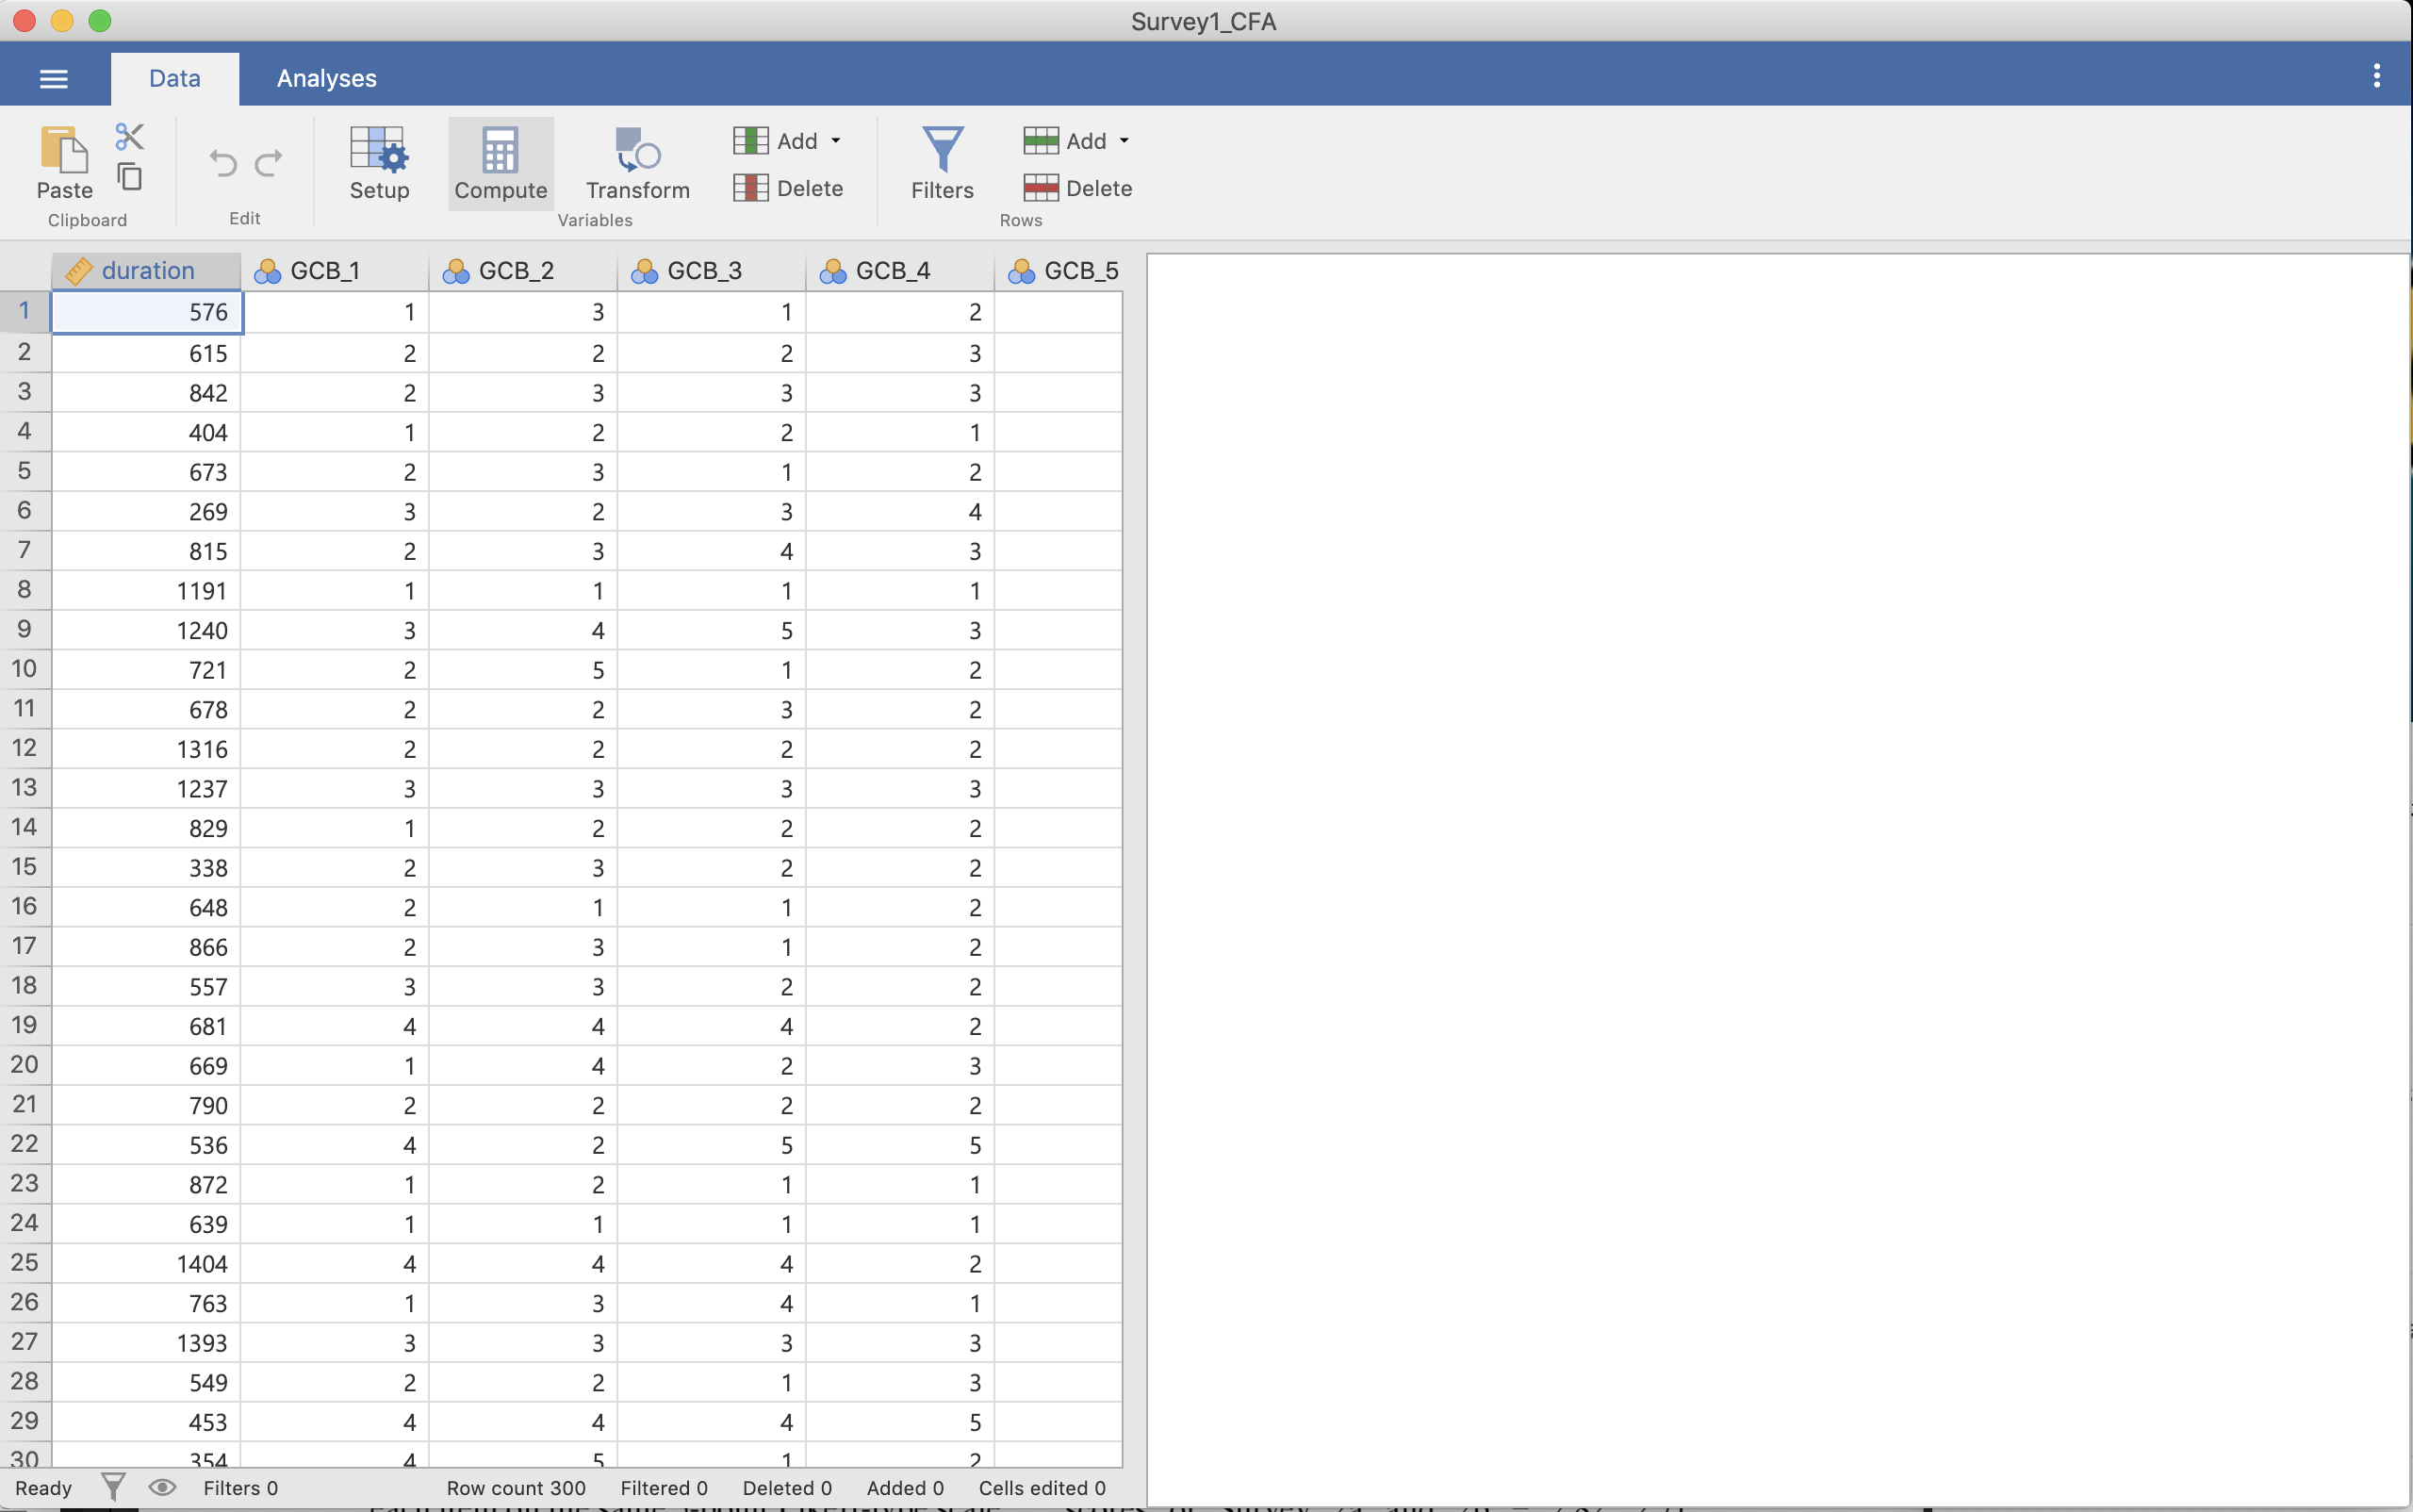 Survey1_CFA
Data Analyses
Paste
Clipboard
Edit
Setup Compute Transform
Add
Delete
Variables
Filters
Add
Delete
Rows
duration GCB_1 GCB_2 GCB_3 GCB_4 GCB_5
1 576 1 3 1 2
2 615 2 2 2 3
3 842 2 3 3 3
4 404 1 2 2 1
5 673 2 3 1 2
6 269 3 2 3 4
7 815 2 3 4 3
8 1191 1 1 1 1
9 1240 3 4 5 3
10 721 2 5 1 2
11 678 2 2 3 2
12 1316 2 2 2 2
13 1237 3 3 3 3
14 829 1 2 2 2
15 338 2 3 2 2
16 648 2 1 1 2
17 866 2 3 1 2
18 557 3 3 2 2
19 681 4 4 4 2
20 669 1 4 2 3
21 790 2 2 2 2
22 536 4 2 5 5
23 872 1 2 1 1
24 639 1 1 1 1
25 1404 4 4 4 2
26 763 1 3 4 1
27 1393 3 3 3 3
28 549 2 2 1 3
29 453 4 4 4 5
30 354 4 5 1 2
Ready Filters 0 Row count 300 Filtered 0 Deleted 0 Added 0 Cells edited 0